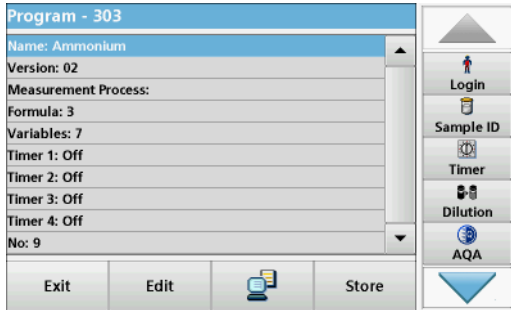 Program - 303
Name: Ammonium
Version: 02
Measurement Process:
Formula: 3
Variables: 7
Timer 1: Off
Timer 2: Off
Timer 3: Off
Timer 4: Off
No: 9
Exit
Edit
Store
Login
Sample ID
Timer
Dilution
AQA